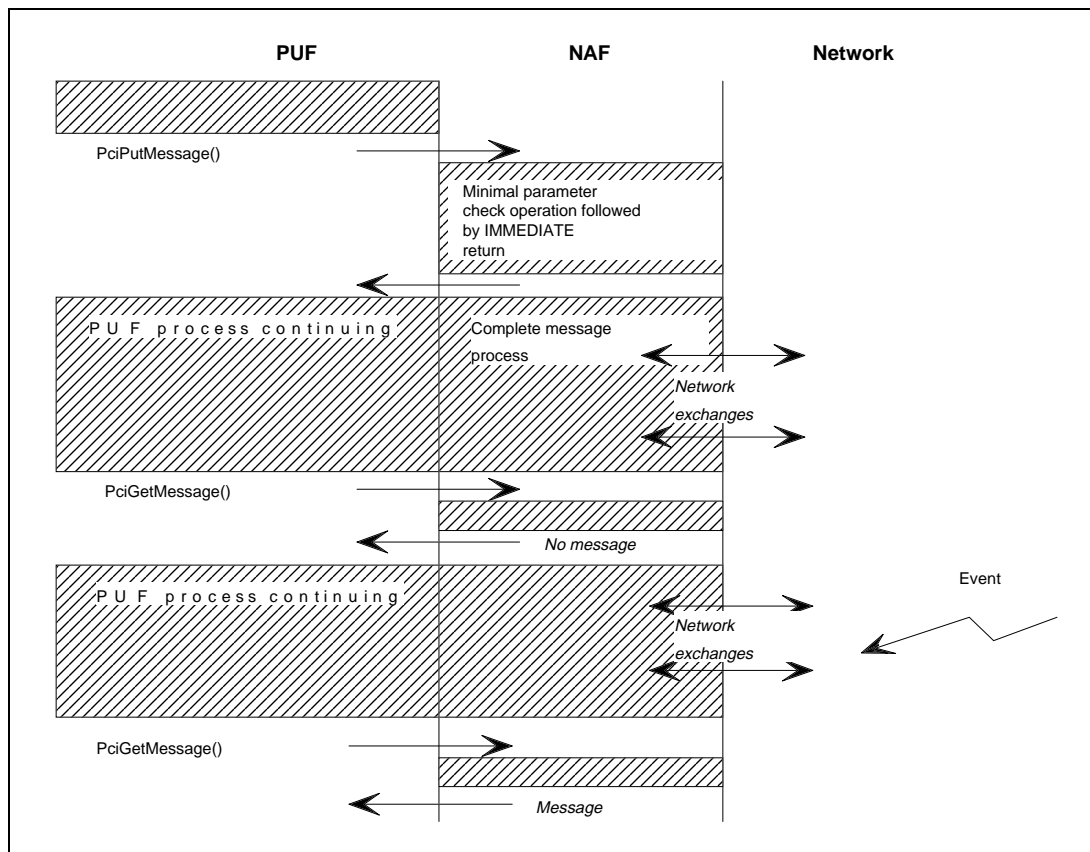 PUF NAF Network
PciPutMessage()
Minimal parameter
check operation followed
by IMMEDIATE
return
PUF process continuing
Complete message
process
Network
exchanges
PciGetMessage()
No message
PUF process continuing
Event
Network
exchanges
PciGetMessage()
Message